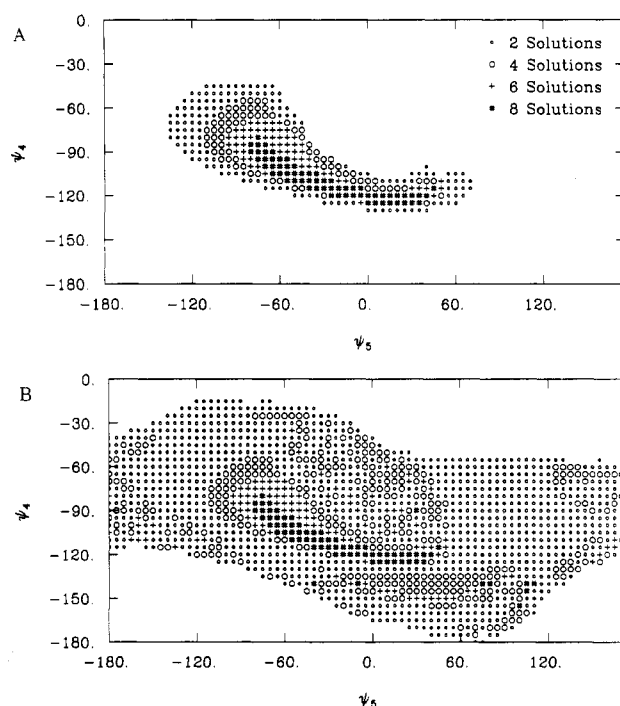 A
0.
-30.
-60.
-90.
-120.
-150.
-180.
ψ4
-180.
-120.
-60.
0.
60.
120.
ψ5
2 Solutions
4 Solutions
6 Solutions
8 Solutions
B
0.
-30.
-60.
-90.
-120.
-150.
-180.
ψ4
-180.
-120.
-60.
0.
60.
120.
ψ5